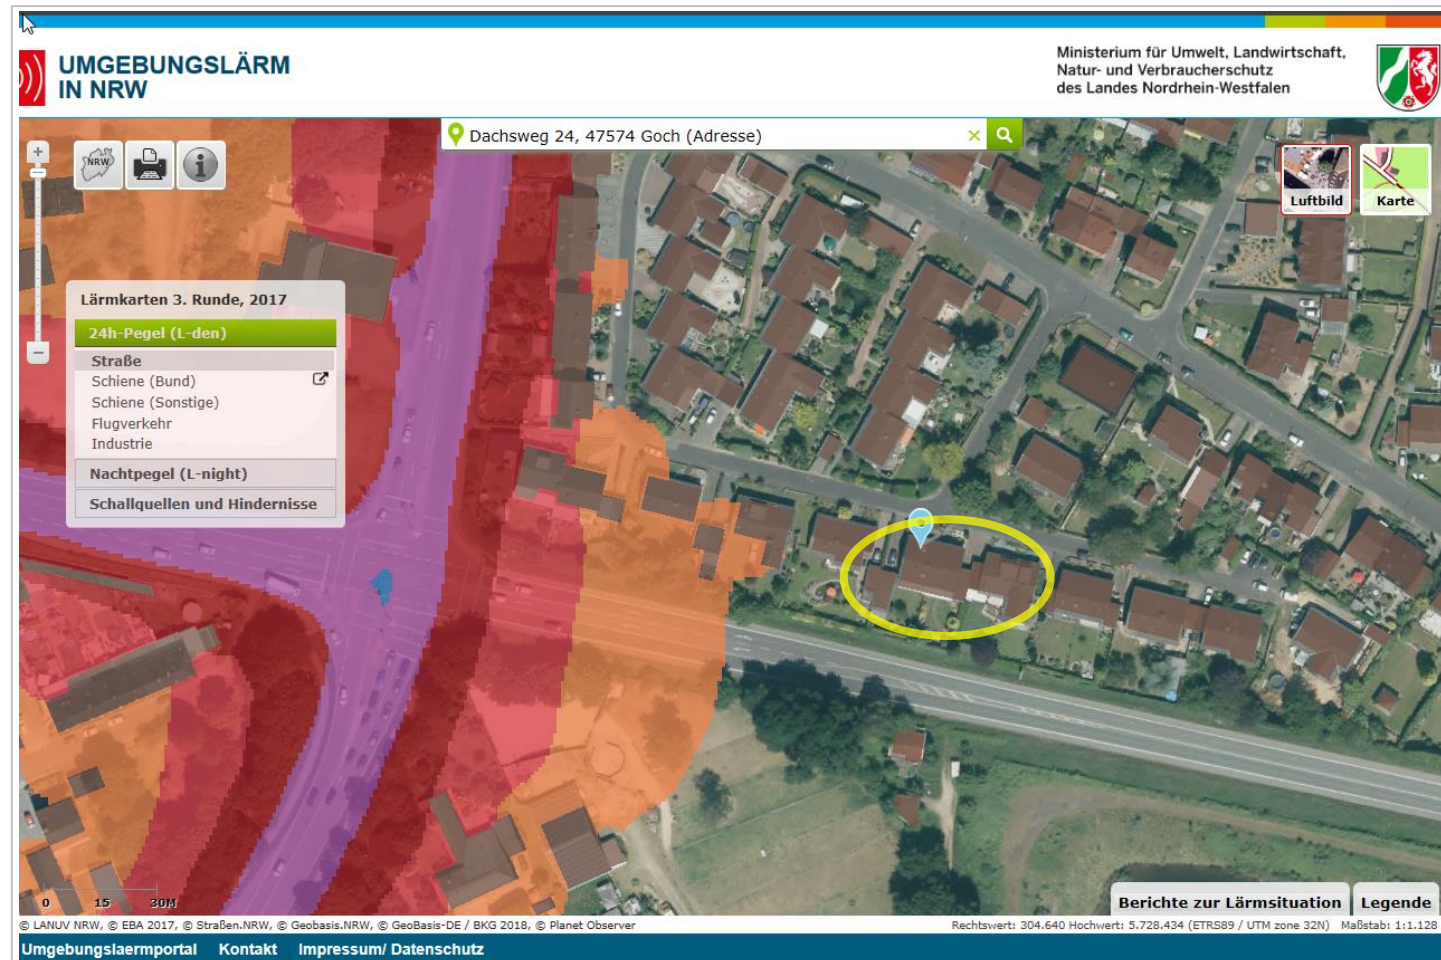 UMGEBUNGSLÄRM
IN NRW
Ministerium für Umwelt, Landwirtschaft,
Natur- und Verbraucherschutz
des Landes Nordrhein-Westfalen
Dachsweg 24, 47574 Goch (Adresse)
NRW
Luftbild
Karte
Lärmkarten 3. Runde, 2017
24h-Pegel (L-den)
Straße
Schiene (Bund)
Schiene (Sonstige)
Flugverkehr
Industrie
Nachtpegel (L-night)
Schallquellen und Hindernisse
0 15 30M
Berichte zur Lärmsituation
Legende
© LANUV NRW, © EBA 2017, © Straßen.NRW, © Geobasis.NRW, © GeoBasis-DE / BKG 2018, © Planet Observer
Rechtswert: 304.640 Hochwert: 5.728.434 (ETRS89 / UTM zone 32N) Maßstab: 1:1.128
Umgebungslaermportal Kontakt Impressum/ Datenschutz